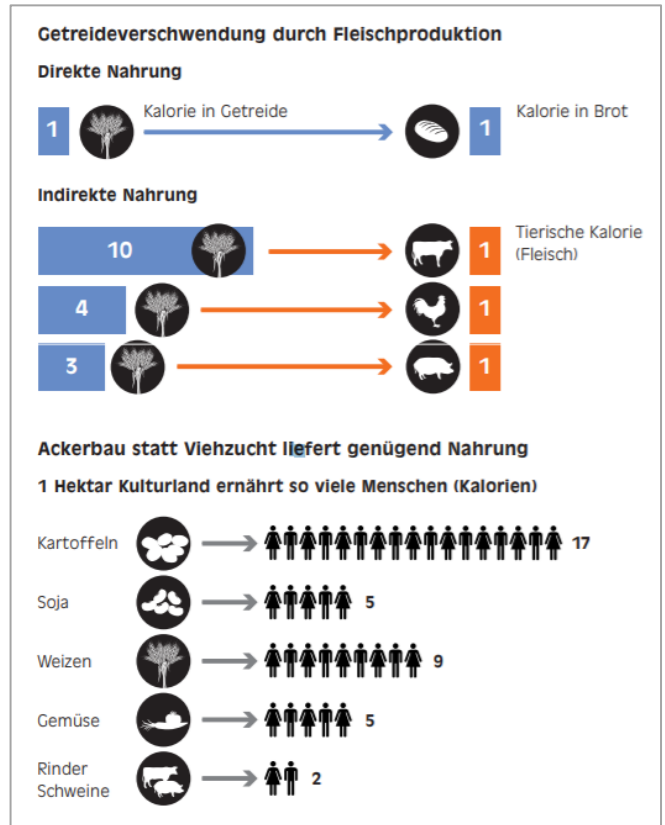 Getreideverschwendung durch Fleischproduktion
Direkte Nahrung
1 Kalorie in Getreide 1 Kalorie in Brot
Indirekte Nahrung
10 1 Tierische Kalorie
(Fleisch)
4 1
3 1
Ackerbau statt Viehzucht liefert genügend Nahrung
1 Hektar Kulturland ernährt so viele Menschen (Kalorien)
Kartoffeln 17
Soja 5
Weizen 9
Gemüse 5
Rinder
Schweine 2